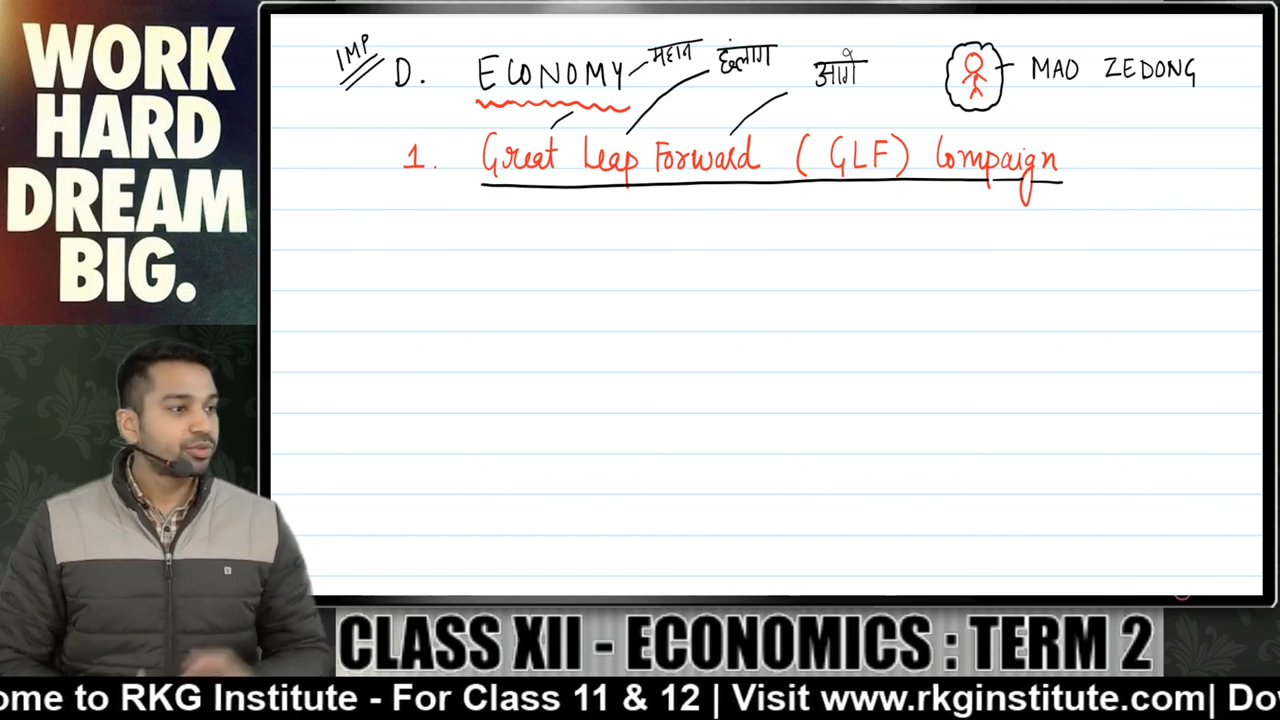 WORK
HARD
DREAM
BIG.
IMP
D. ECONOMY महान छलांग आगे MAO ZEDONG
1. Great Leap Forward (GLF) Compaign
CLASS XII - ECONOMICS : TERM 2
ome to RKG Institute - For Class 11 & 12 | Visit www.rkginstitute.com| Do